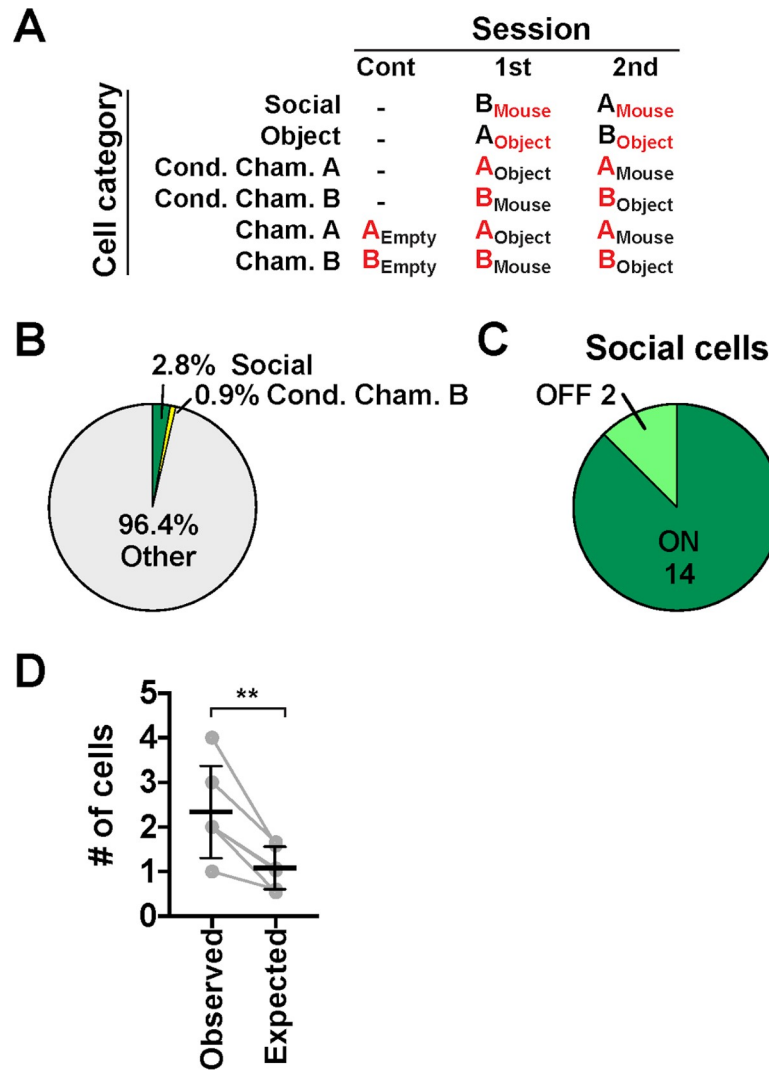 A
Session
Cont 1st 2nd
Cell category
Social - BMouse AMouse
Object - AObject BObject
Cond. Cham. A - AObject AMouse
Cond. Cham. B - BMouse BObject
Cham. A AEmpty AObject AMouse
Cham. B BEmpty BMouse BObject
B
2.8% Social
0.9% Cond. Cham. B
96.4%
Other
C
Social cells
OFF 2
ON
14
D
# of cells
5
4
3
2
1
0
**
Observed
Expected